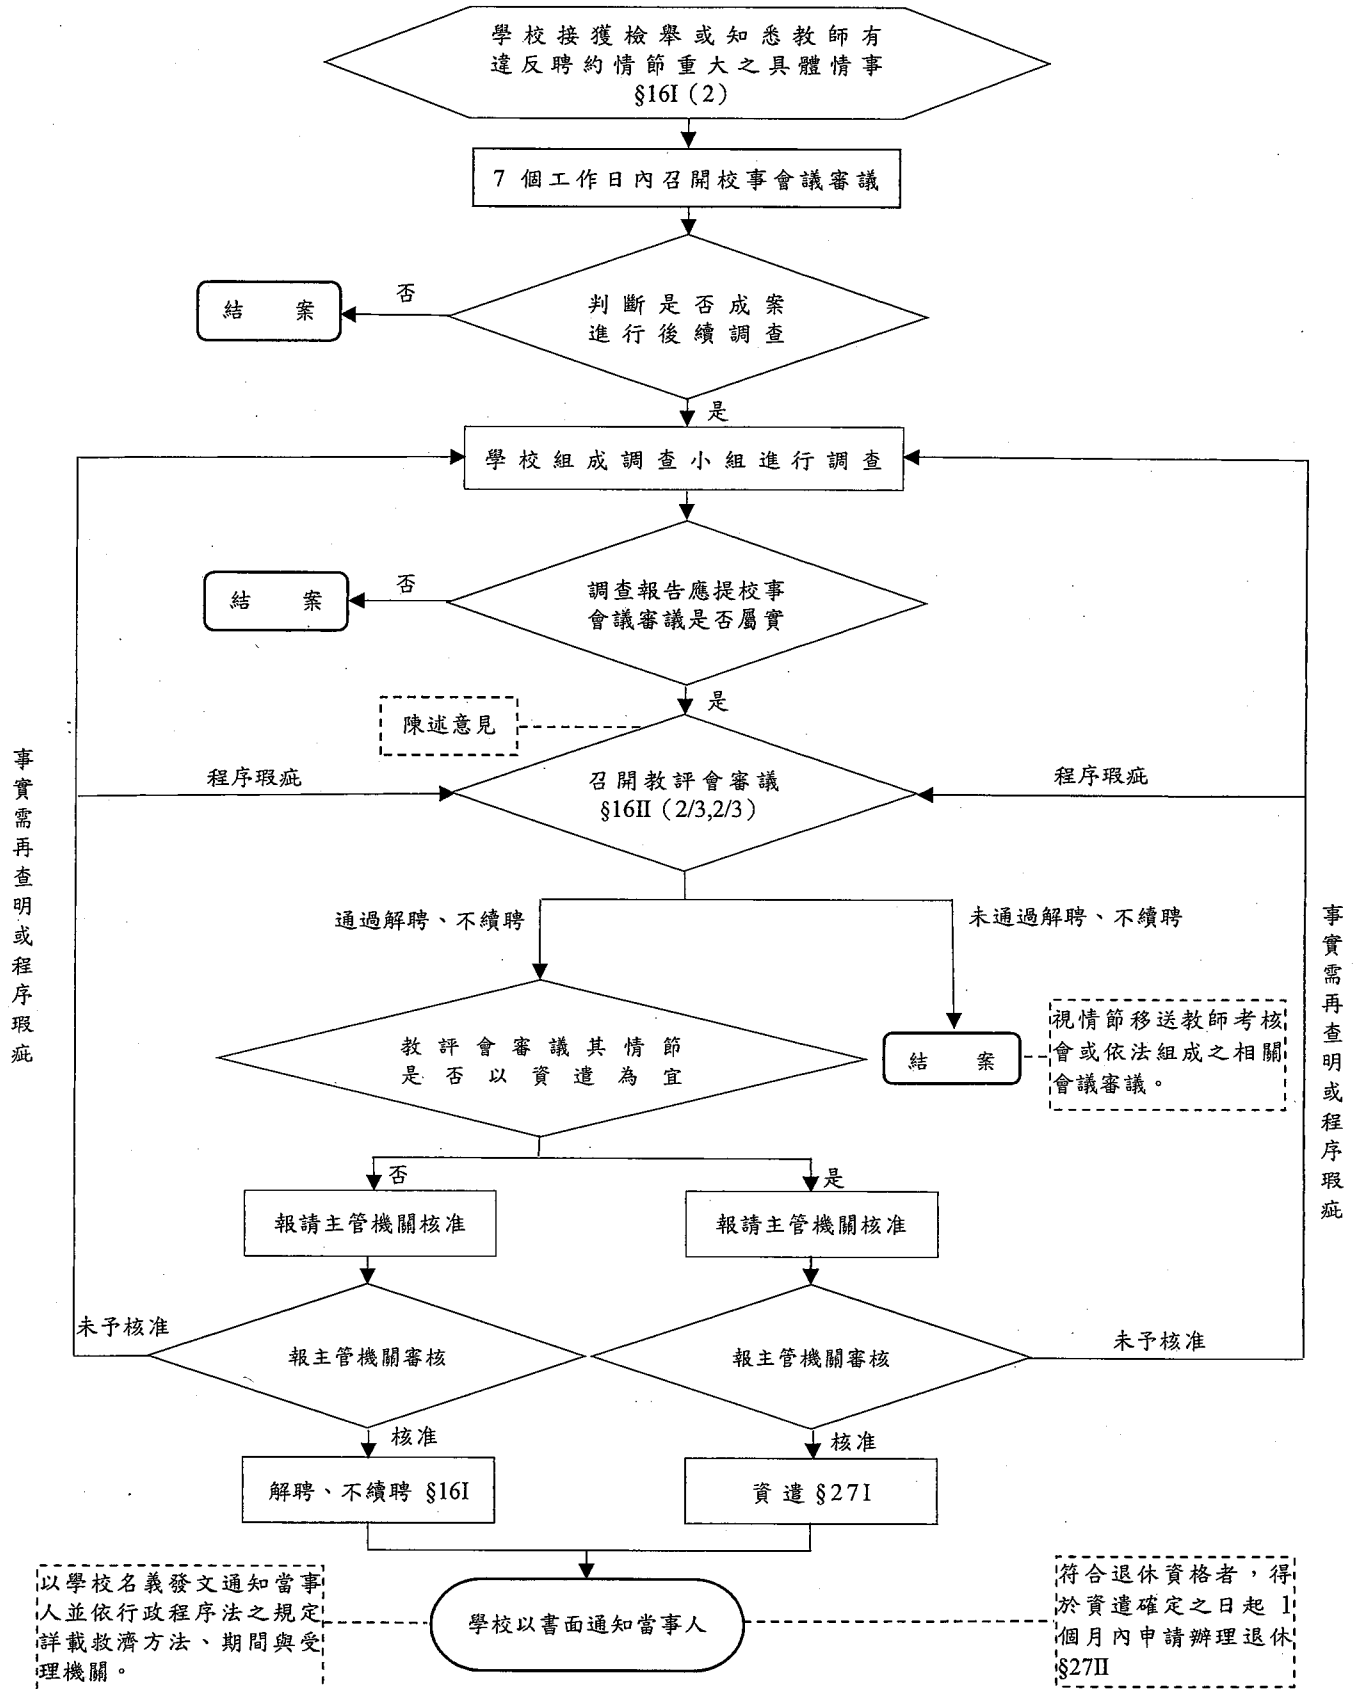 學校接獲檢舉或知悉教師有
違反聘約情節重大之具體情事
§16I（2）
7 個工作日內召開校事會議審議
判斷是否成案
進行後續調查
否
結 案
是
學校組成調查小組進行調查
調查報告應提校事
會議審議是否屬實
否
結 案
是
陳述意見
召開教評會審議
§16II（2/3,2/3）
程序瑕疵
程序瑕疵
事實需再查明或程序瑕疵
事實需再查明或程序瑕疵
通過解聘、不續聘
未通過解聘、不續聘
教評會審議其情節
是否以資遣為宜
結 案
視情節移送教師考核
會或依法組成之相關
會議審議。
否
是
報請主管機關核准
報請主管機關核准
未予核准
報主管機關審核
報主管機關審核
未予核准
核准
核准
解聘、不續聘 §16I
資遣 §27I
以學校名義發文通知當事
人並依行政程序法之規定
詳載救濟方法、期間與受
理機關。
學校以書面通知當事人
符合退休資格者，得
於資遣確定之日起 1
個月內申請辦理退休
§27II